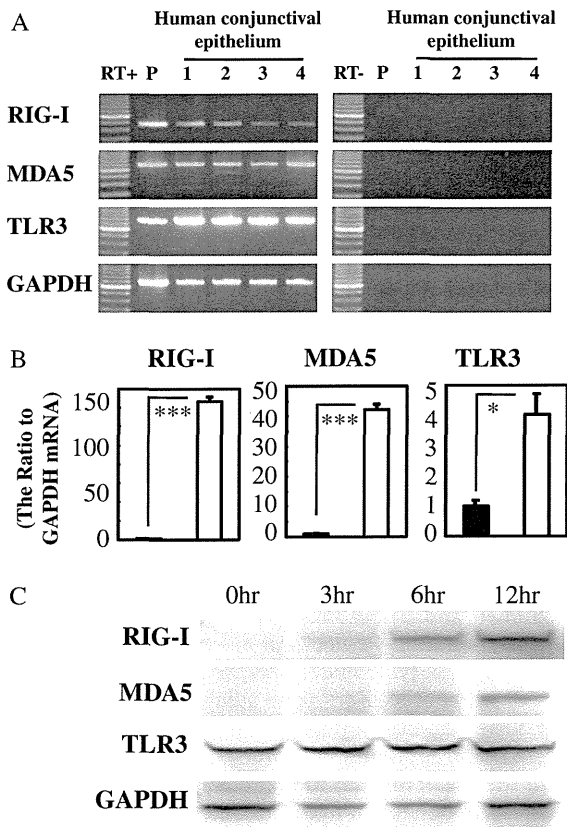 A
Human conjunctival epithelium
Human conjunctival epithelium
RT+ P 1 2 3 4
RT- P 1 2 3 4
RIG-I
MDA5
TLR3
GAPDH
B
RIG-I
MDA5
TLR3
(The Ratio to
GAPDH mRNA)
150
100
50
0
***
50
40
30
20
10
0
***
5
4
3
2
1
0
*
C
0hr 3hr 6hr 12hr
RIG-I
MDA5
TLR3
GAPDH